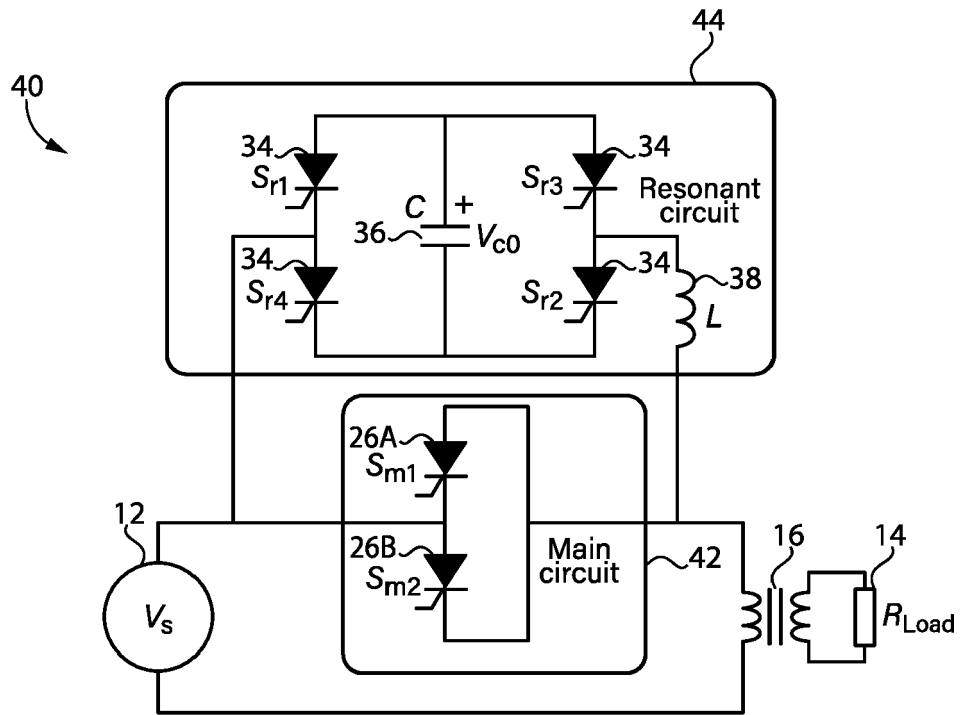 44
40
34
Sr1
34
Sr3
Resonant
circuit
C
+
36
Vc0
34
Sr4
34
Sr2
38
L
26A
Sm1
12
26B
Sm2
Main
circuit
42
16
14
Vs
RLoad